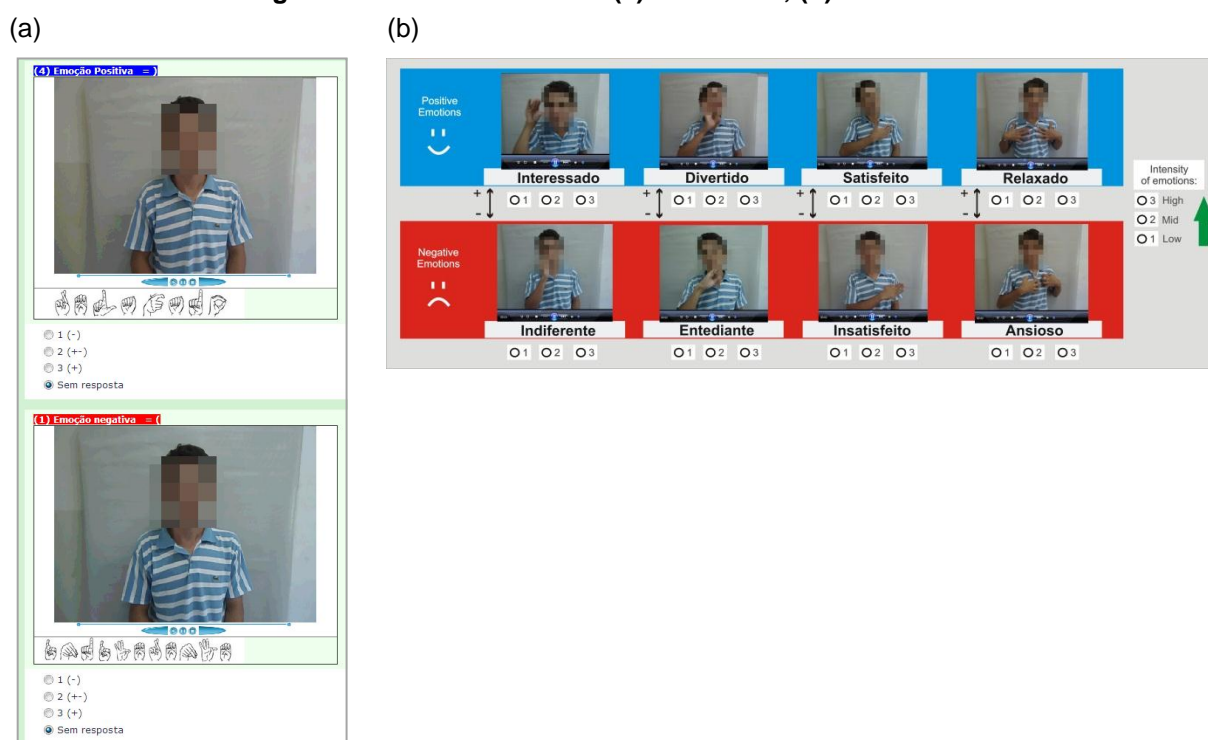 (a)
(4) Emoção Positiva = )
1 (-)
2 (+-)
3 (+)
Sem resposta
(1) Emoção negativa = (
1 (-)
2 (+-)
3 (+)
Sem resposta
(b)
Positive
Emotions
Interessado Divertido Satisfeito Relaxado
+
-
1 2 3
+
-
1 2 3
+
-
1 2 3
+
-
1 2 3
Negative
Emotions
Indiferente Entediante Insatisfeito Ansioso
1 2 3 1 2 3 1 2 3 1 2 3
Intensity
of emotions:
3 High
2 Mid
1 Low